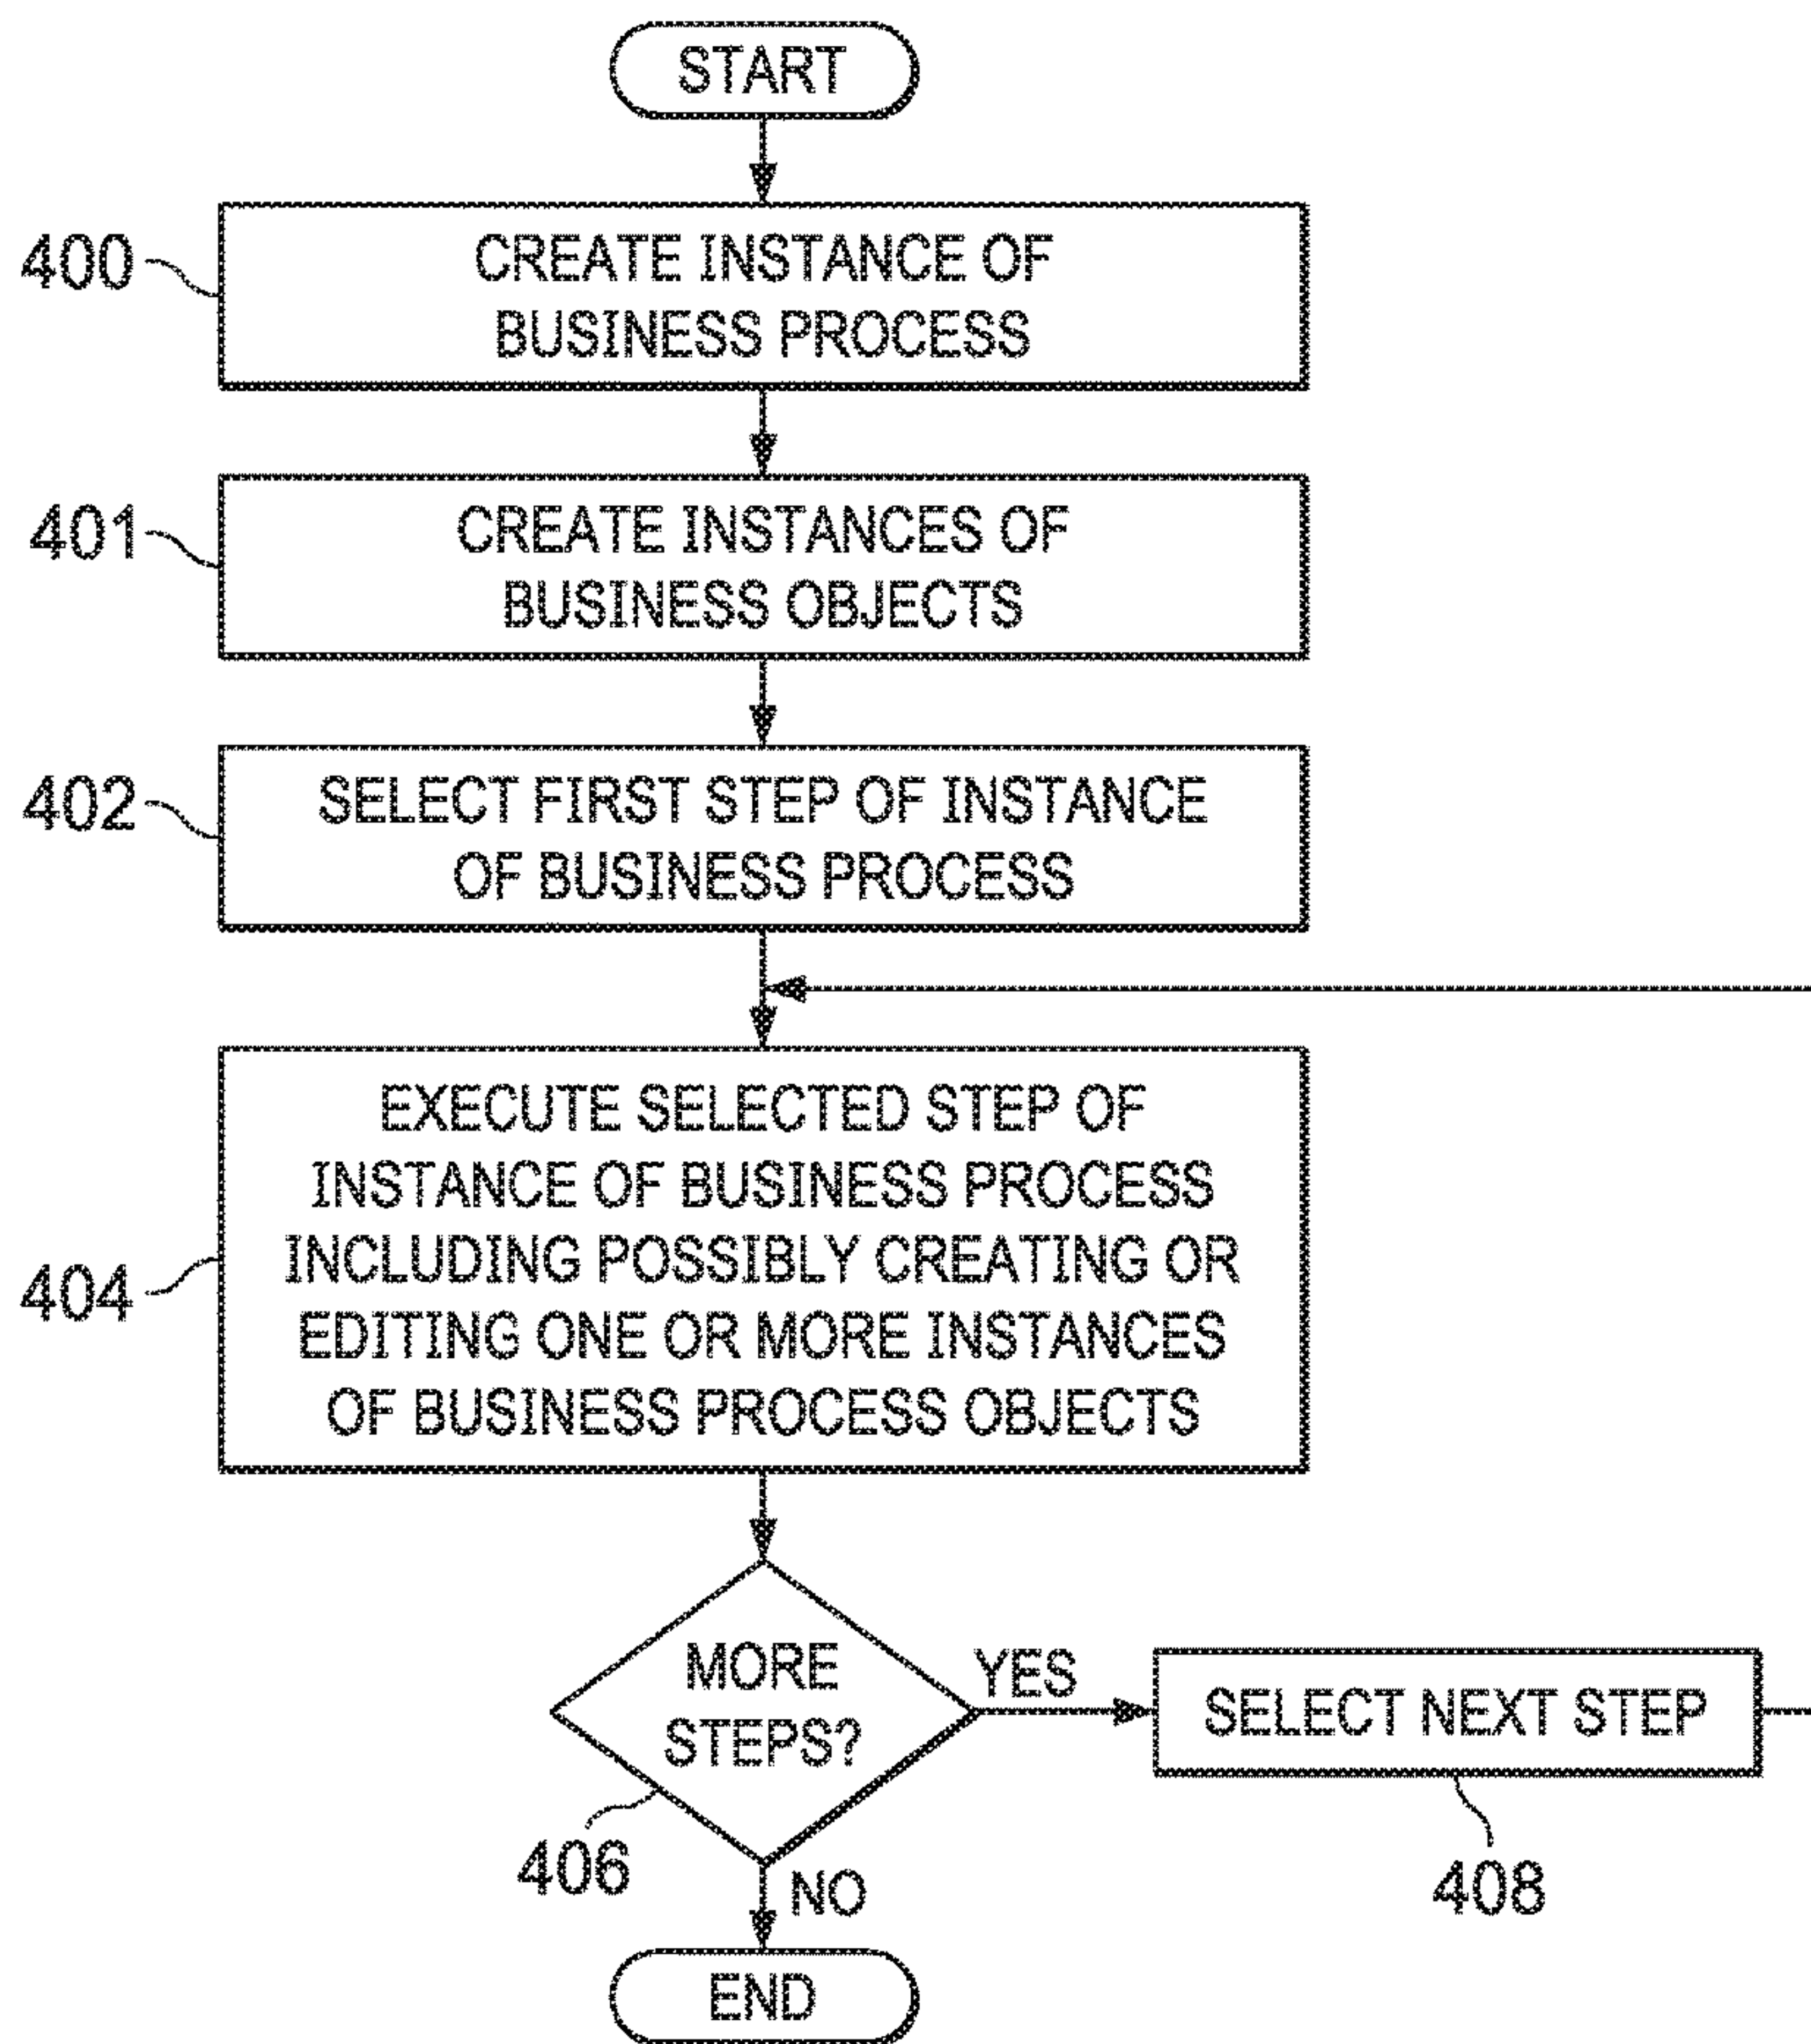 START
400
CREATE INSTANCE OF
BUSINESS PROCESS
401
CREATE INSTANCES OF
BUSINESS OBJECTS
402
SELECT FIRST STEP OF INSTANCE
OF BUSINESS PROCESS
404
EXECUTE SELECTED STEP OF
INSTANCE OF BUSINESS PROCESS
INCLUDING POSSIBLY CREATING OR
EDITING ONE OR MORE INSTANCES
OF BUSINESS PROCESS OBJECTS
MORE
STEPS?
YES
SELECT NEXT STEP
406
408
NO
END